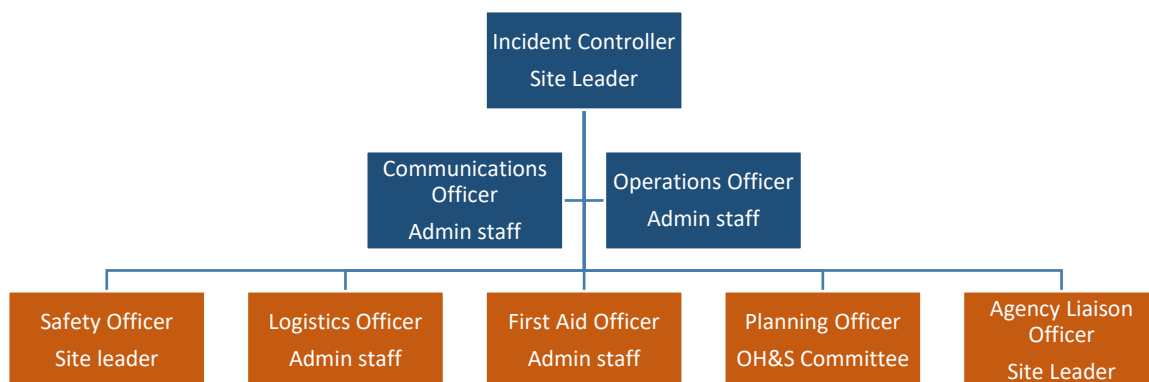 Incident Controller
Site Leader
Communications
Officer
Admin staff
Operations Officer
Admin staff
Safety Officer
Site leader
Logistics Officer
Admin staff
First Aid Officer
Admin staff
Planning Officer
OH&S Committee
Agency Liaison
Officer
Site Leader